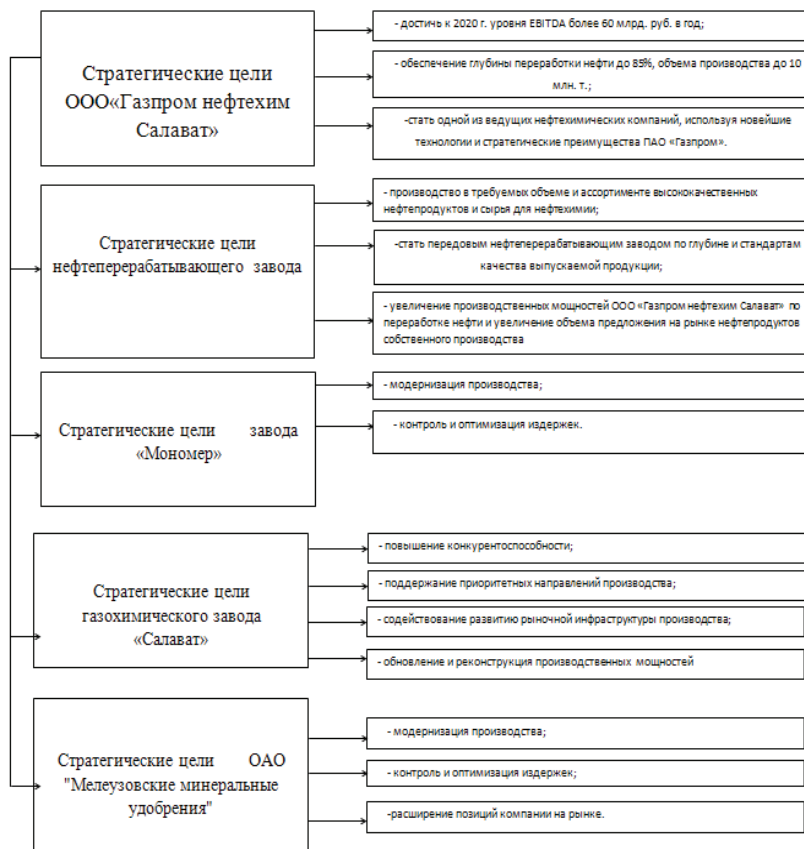 Стратегические цели
ООО«Газпром нефтехим
Салават»
- достичь к 2020 г. уровня EBITDA более 60 млрд. руб. в год;
- обеспечение глубины переработки нефти до 85%, объема производства до 10
млн. т.;
-стать одной из ведущих нефтехимических компаний, используя новейшие
технологии и стратегические преимущества ПАО «Газпром».
Стратегические цели
нефтеперерабатывающего завода
- производство в требуемых объеме и ассортименте высококачественных
нефтепродуктов и сырья для нефтехимии;
-стать передовым нефтеперерабатывающим заводом по глубине и стандартам
качества выпускаемой продукции;
- увеличение производственных мощностей ООО «Газпром нефтехим Салават» по
переработке нефти и увеличение объема предложения на рынке нефтепродуктов
собственного производства
Стратегические цели завода
«Мономер»
- модернизация производства;
- контроль и оптимизация издержек.
Стратегические цели
газохимического завода
«Салават»
- повышение конкурентоспособности;
- поддержание приоритетных направлений производства;
- содействование развитию рыночной инфраструктуры производства;
- обновление и реконструкция производственных мощностей
Стратегические цели ОАО
"Мелеузовские минеральные
удобрения"
- модернизация производства;
- контроль и оптимизация издержек;
-расширение позиций компании на рынке.